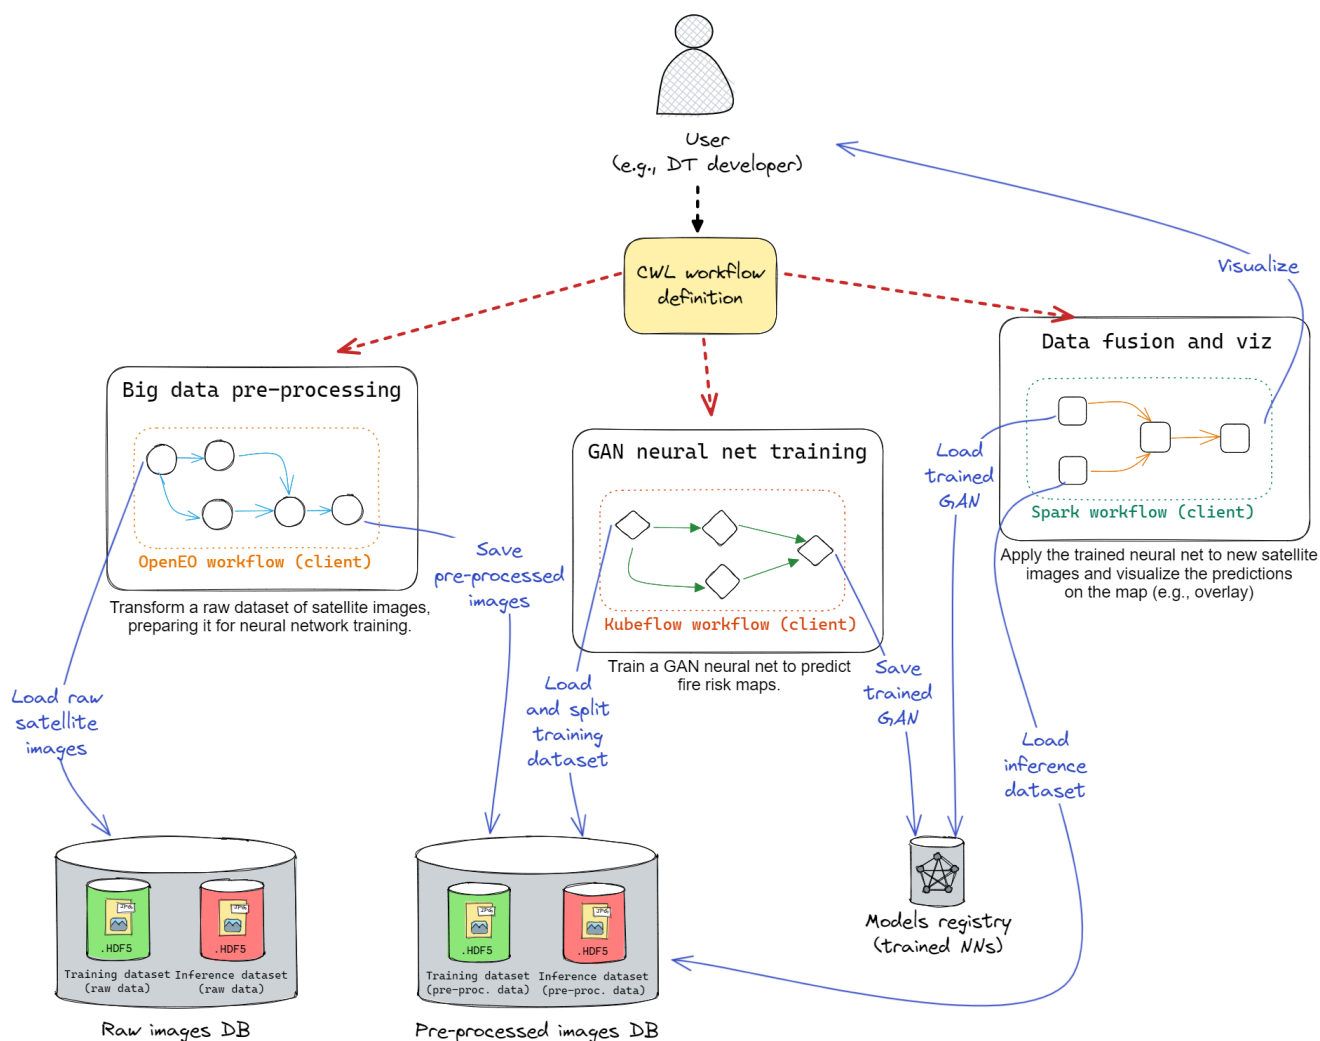 User
(e.g., DT developer)
CWL workflow
definition
Visualize
Data fusion and viz
Big data pre-processing
GAN neural net training
Load
trained
GAN
Spark workflow (client)
OpenEO workflow (client)
Save
pre-processed
images
Apply the trained neural net to new satellite
images and visualize the predictions
on the map (e.g., overlay)
Transform a raw dataset of satellite images,
preparing it for neural network training.
Kubeflow workflow (client)
Train a GAN neural net to predict
fire risk maps.
Load raw
satellite
images
Load
and split
training
dataset
Save
trained
GAN
Load
inference
dataset
JPG
.HDF5
JPG
.HDF5
Training dataset
(raw data)
Inference dataset
(raw data)
Raw images DB
JPG
.HDF5
JPG
.HDF5
Training dataset
(pre-proc. data)
Inference dataset
(pre-proc. data)
Pre-processed images DB
Models registry
(trained NNs)